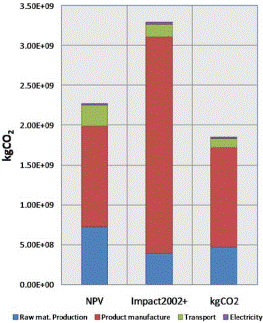 3.50E+09
3.00E+09
2.50E+09
2.00E+09
1.50E+09
1.00E+09
5.00E+08
0.00E+00
kgCO2
NPV Impact2002+ kgCO2
Raw mat. Production Product manufacture Transport Electricity